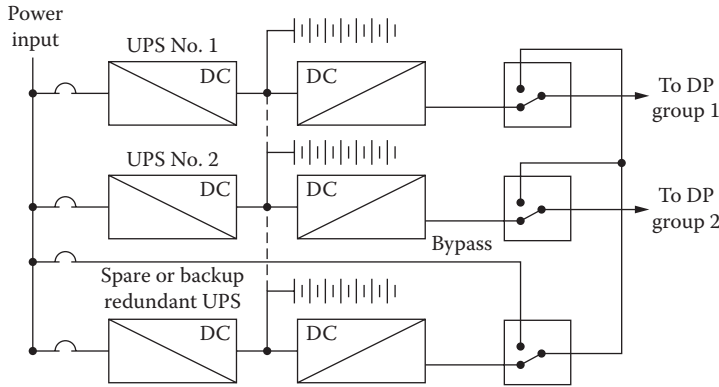 Power
input
UPS No. 1
DC
DC
To DP
group 1
UPS No. 2
DC
DC
To DP
group 2
Bypass
Spare or backup
redundant UPS
DC
DC